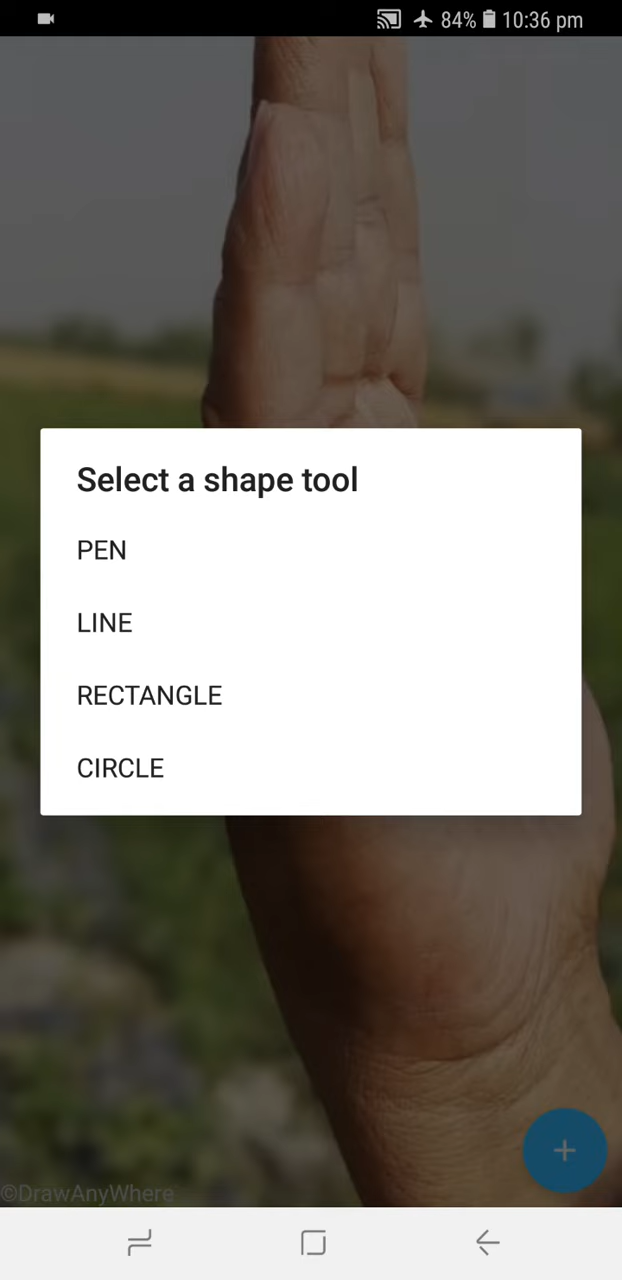 84% 10:36 pm
Select a shape tool
PEN
LINE
RECTANGLE
CIRCLE
©DrawAnyWhere